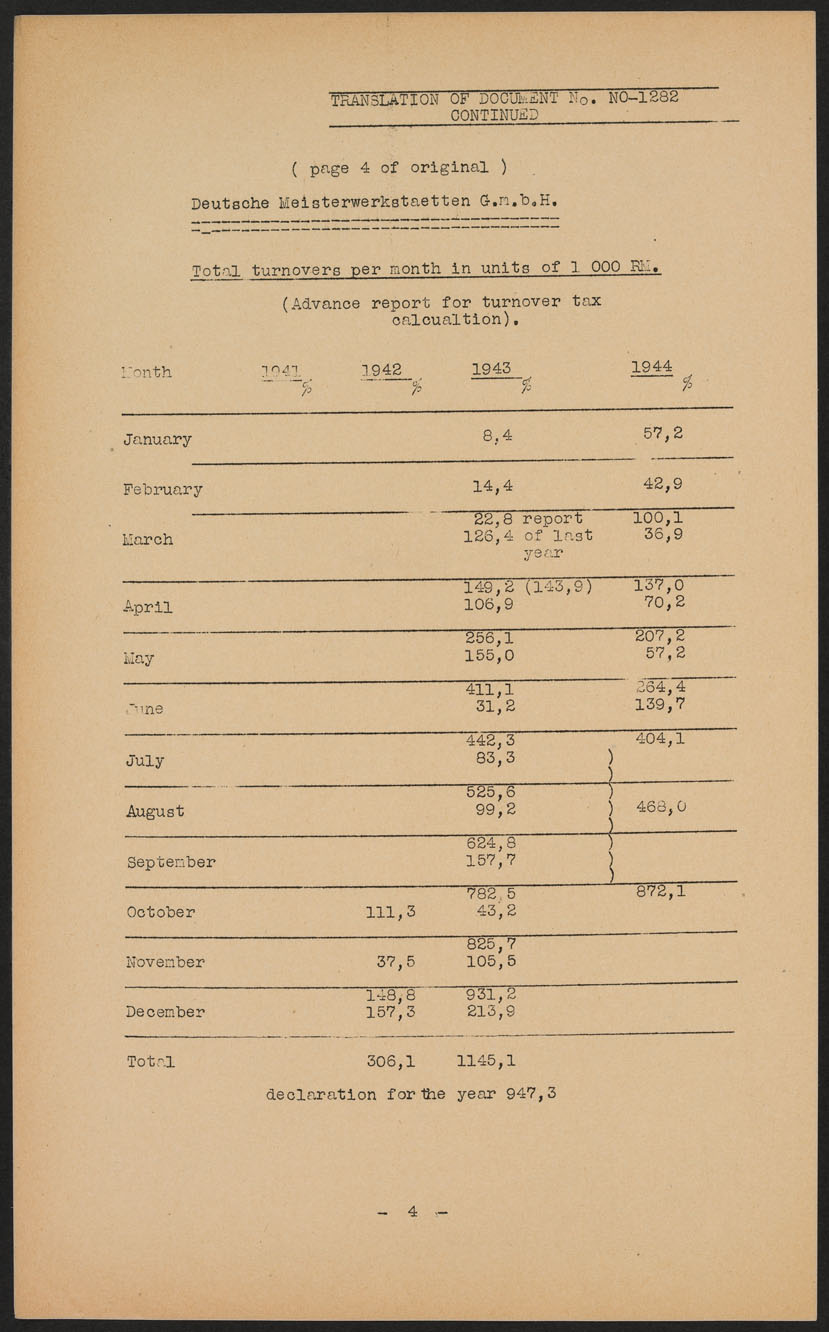 TRANSLATION OF DOCUMENT No. NO-1282
CONTINUED
( page 4 of original )
Deutsche Meisterwerkstaetten G.m.b.H.
Total turnovers per month in units of 1 000 RM.
(Advance report for turnover tax
calcualtion).
Month 1941 1942 1943 1944
% % % %
January 8,4 57,2
February 14,4 42,9
22,8 report 100,1
March 126,4 of last 36,9
year
149,2 (143,9) 137,0
April 106,9 70,2
256,1 207,2
May 155,0 57,2
411,1 264,4
June 31,2 139,7
442,3 404,1
July 83,3 )
)
525,6 )
August 99,2 ) 468,0
)
624,8 )
September 157,7 )
)
782,5 872,1
October 111,3 43,2
825,7
November 37,5 105,5
148,8 931,2
December 157,3 213,9
Total 306,1 1145,1
declaration for the year 947,3
- 4 -